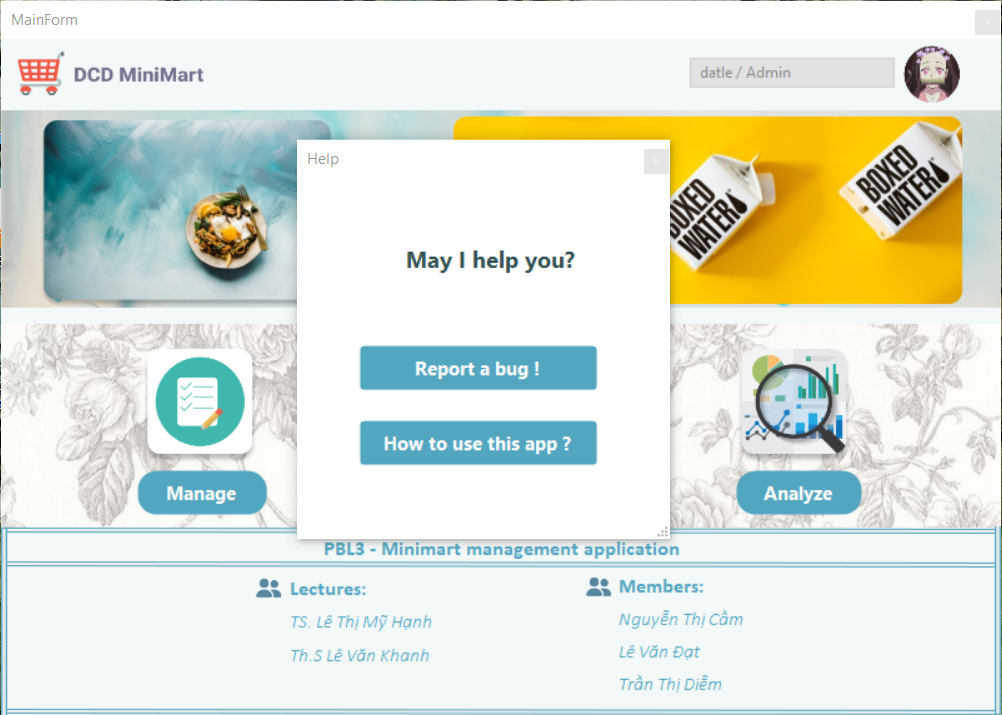 MainForm
DCD MiniMart
datle / Admin
Help
May I help you?
Report a bug !
How to use this app ?
BOXED
WATER
BOXED
WATER
Manage
Analyze
PBL3 - Minimart management application
Lectures:
TS. Lê Thị Mỹ Hạnh
Th.S Lê Văn Khanh
Members:
Nguyễn Thị Cầm
Lê Văn Đạt
Trần Thị Diễm